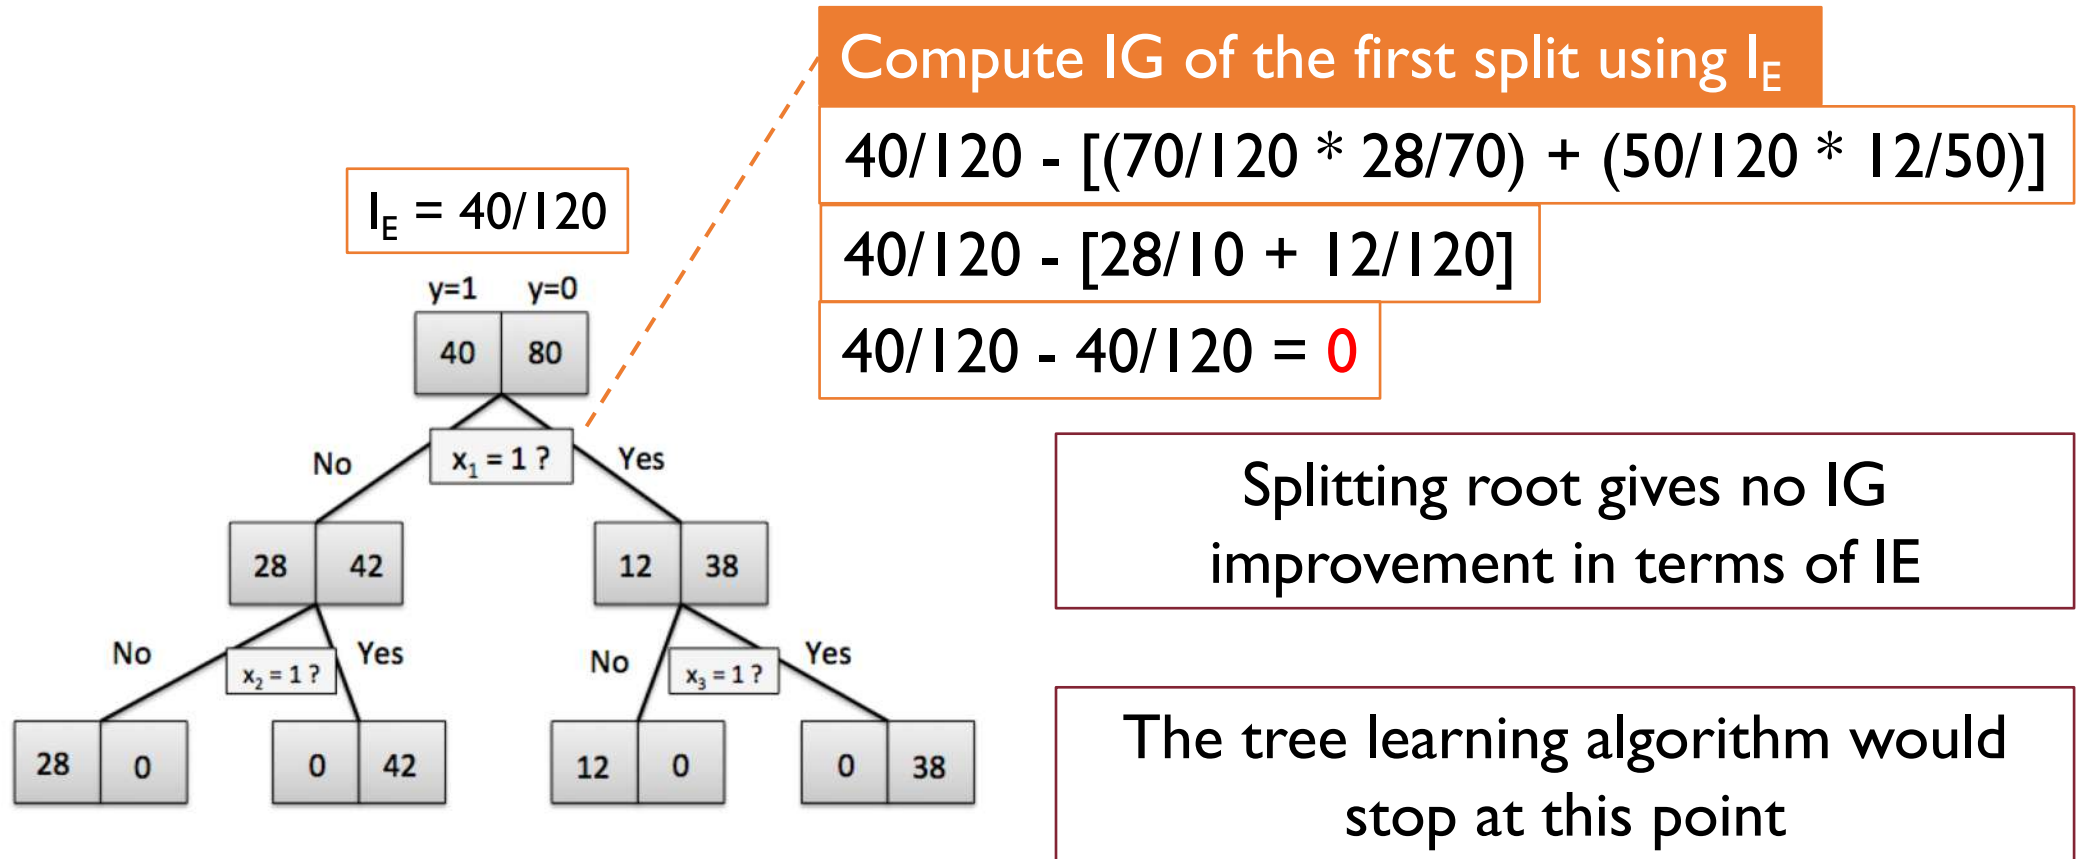 Compute IG of the first split using I_E
40/120 - [(70/120 * 28/70) + (50/120 * 12/50)]
I_E = 40/120
40/120 - [28/10 + 12/120]
40/120 - 40/120 = 0
y=1 y=0
40 80
No x₁ = 1 ? Yes
28 42 12 38
No x₂ = 1 ? Yes No x₃ = 1 ? Yes
28 0 0 42 12 0 0 38
Splitting root gives no IG
improvement in terms of IE
The tree learning algorithm would
stop at this point